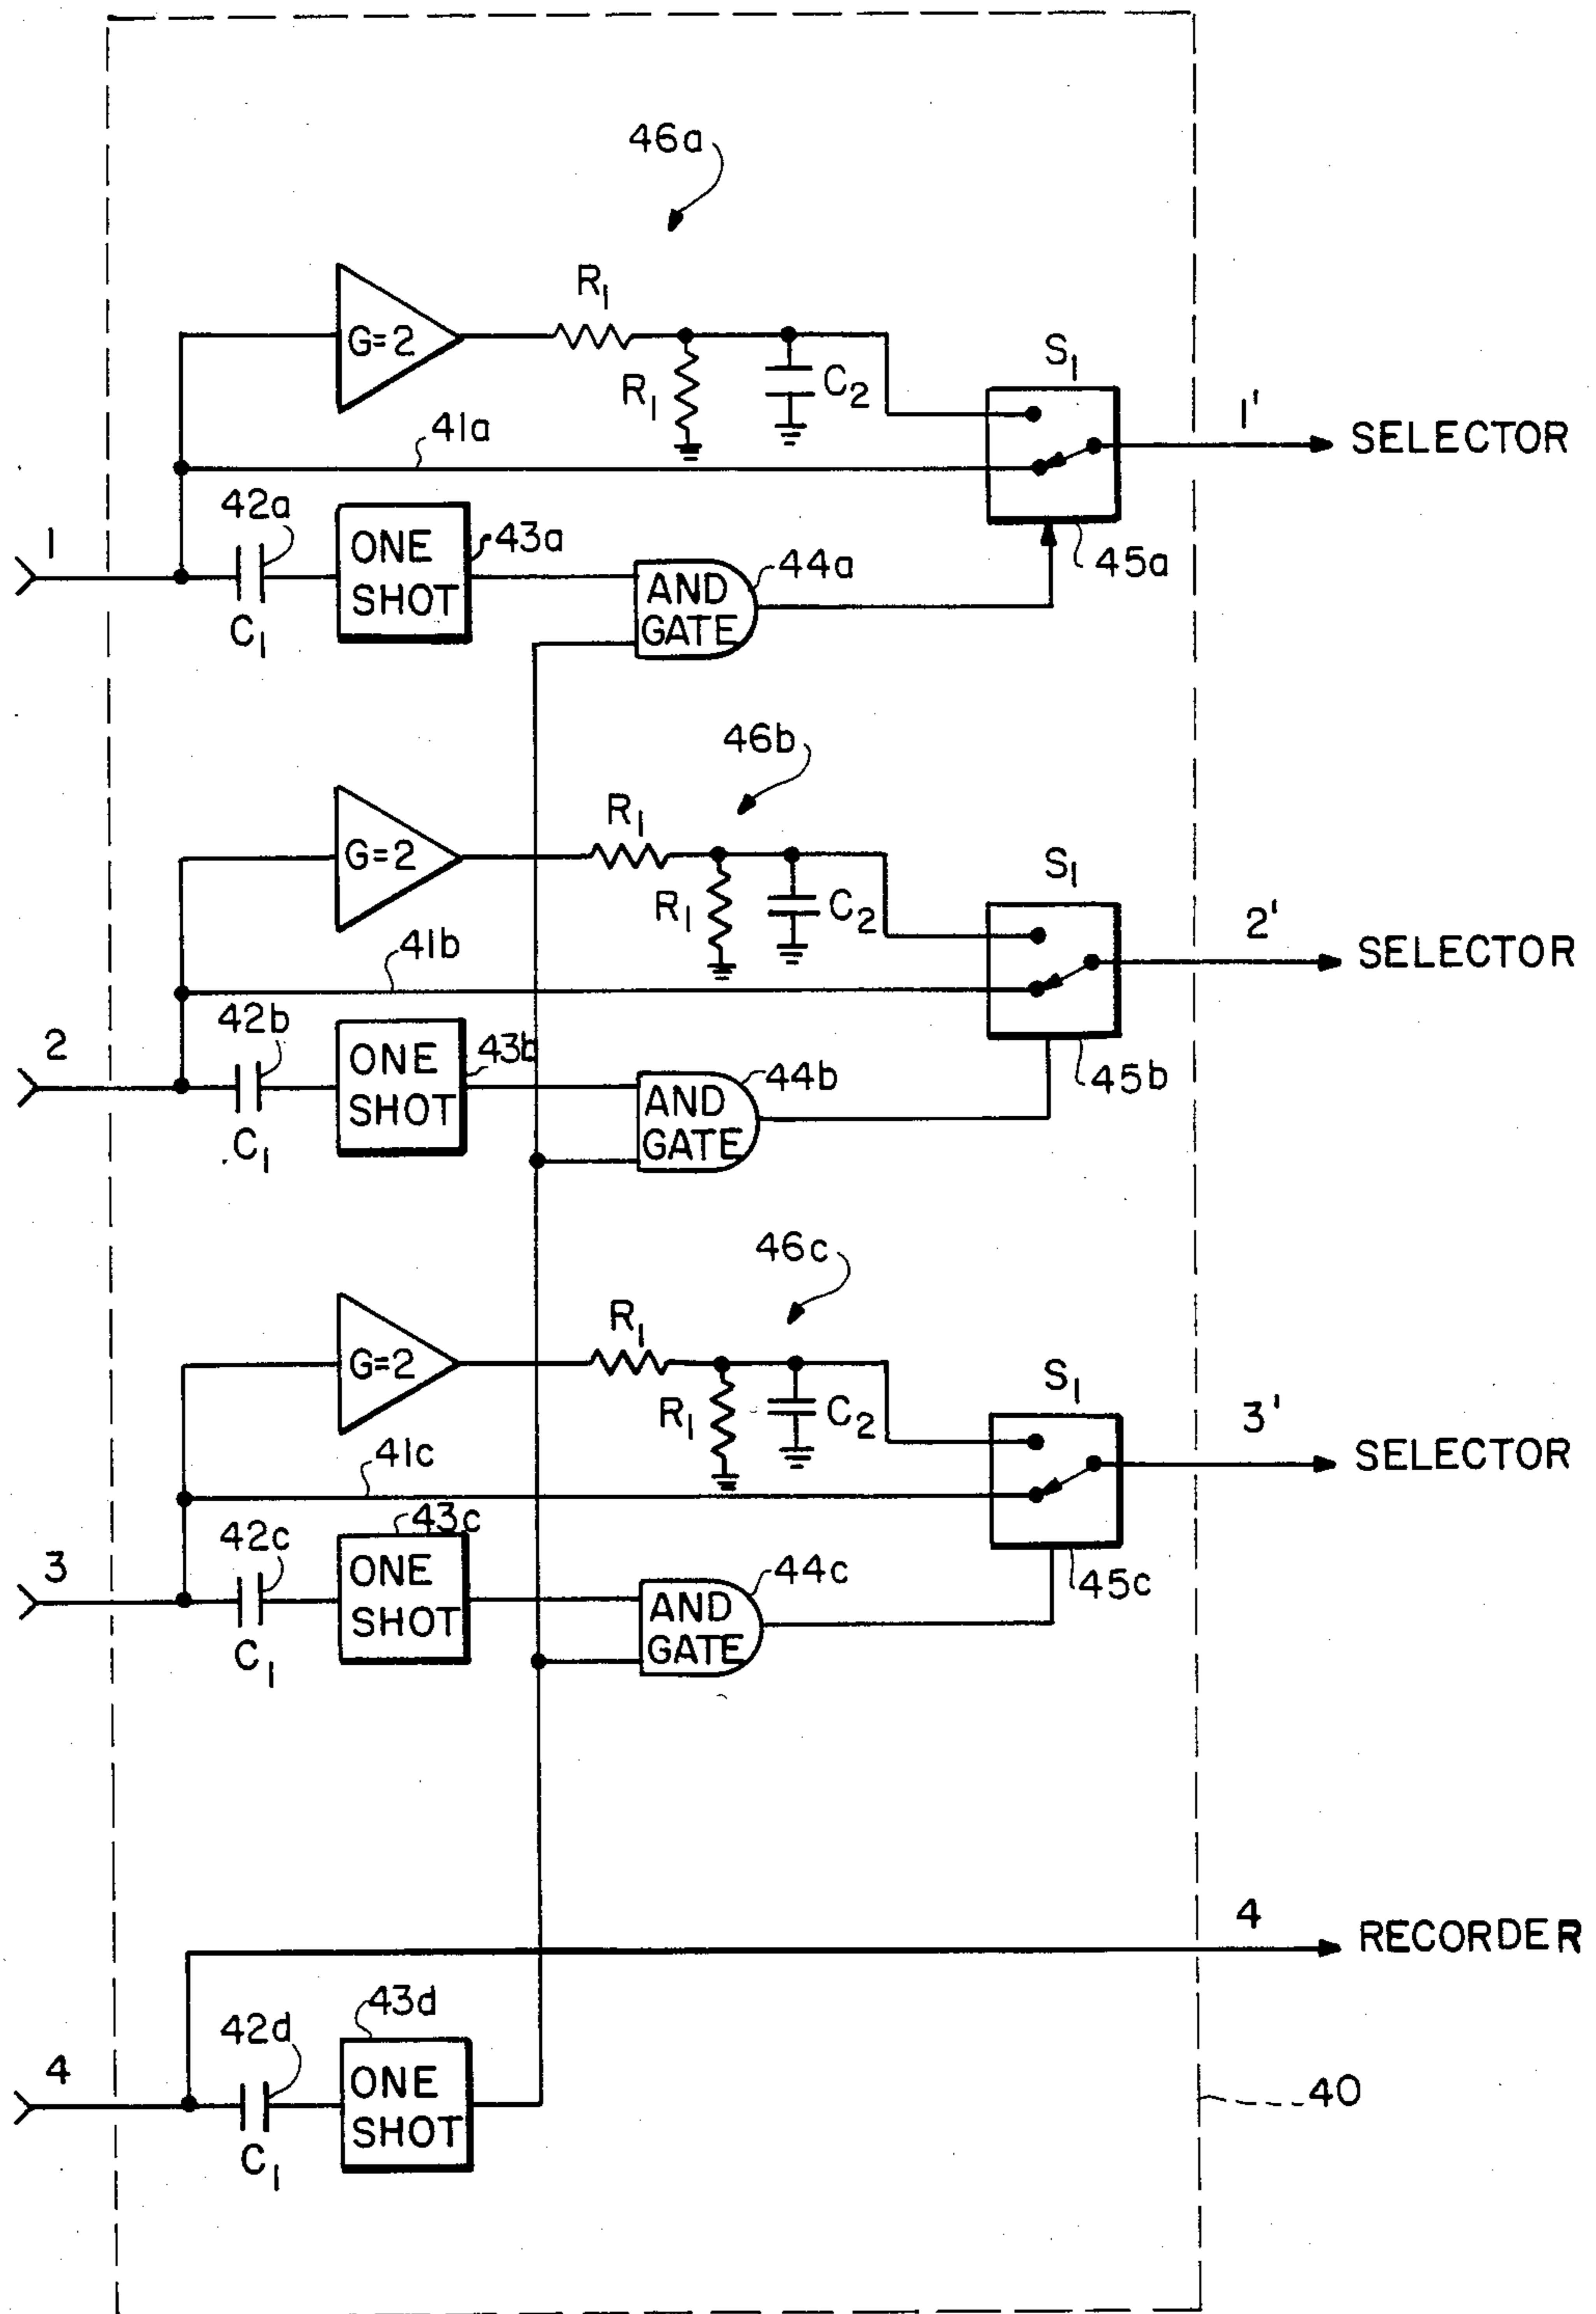 46a
R1
G=2
R1
C2
S1
1'
SELECTOR
41a
42a
1
ONE
SHOT
43a
C1
AND
GATE
44a
45a
46b
R1
G=2
R1
C2
S1
2'
SELECTOR
41b
42b
2
ONE
SHOT
43b
C1
AND
GATE
44b
45b
46c
R1
G=2
R1
C2
S1
3'
SELECTOR
41c
42c
43c
3
ONE
SHOT
C1
AND
GATE
44c
45c
4
RECORDER
43d
42d
4
ONE
SHOT
C1
40